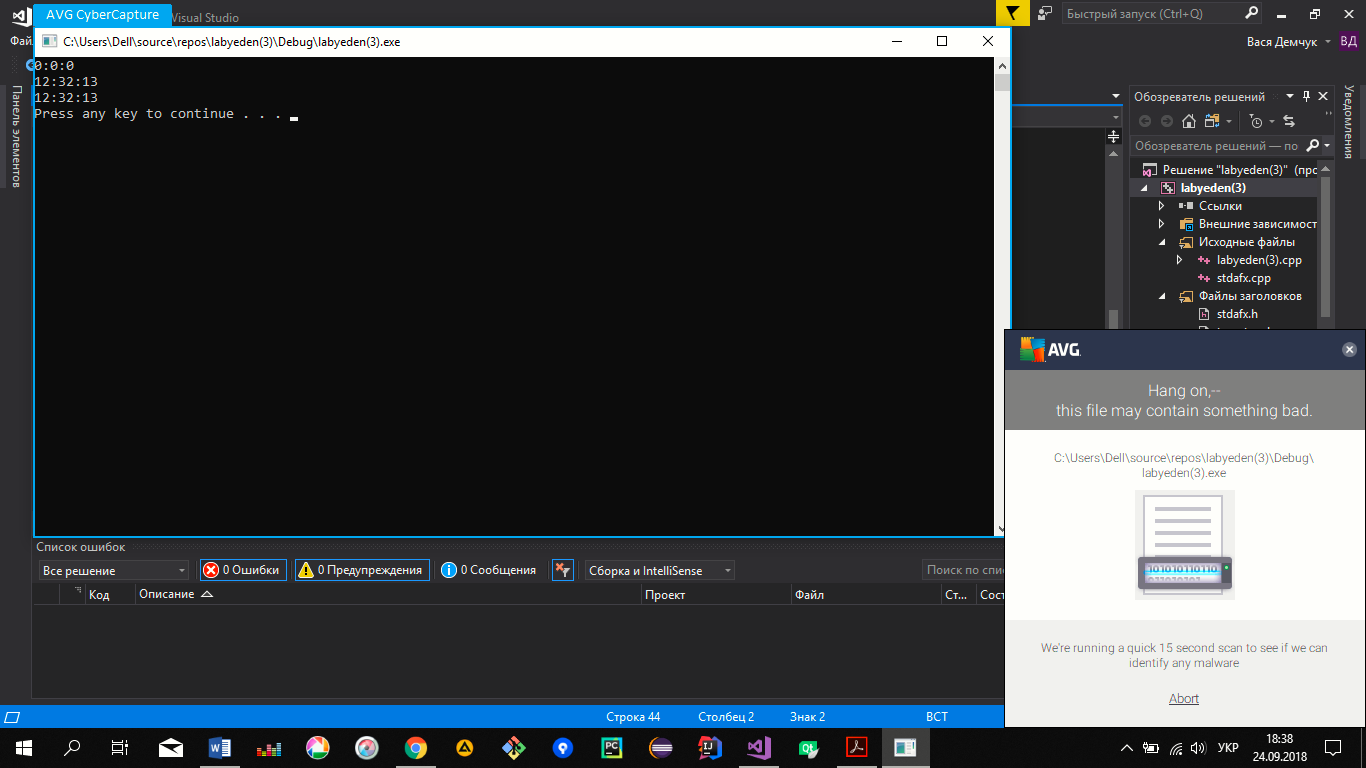 AVG CyberCapture
Visual Studio
Быстрый запуск (Ctrl+Q)
Фай
Вася Демчук
ВД
C:\Users\Dell\source\repos\labyeden(3)\Debug\labyeden(3).exe
0:0:0
12:32:13
12:32:13
Press any key to continue . . .
Панель элементов
Обозреватель решений
Обозреватель решений — по
Решение "labyeden(3)" (прс
labyeden(3)
Ссылки
Внешние зависимост
Исходные файлы
labyeden(3).cpp
stdafx.cpp
Файлы заголовков
stdafx.h
Уведомления
AVG
Hang on,--
this file may contain something bad.
C:\Users\Dell\source\repos\labyeden(3)\Debug\
labyeden(3).exe
We're running a quick 15 second scan to see if we can
identify any malware
Abort
Список ошибок
Все решение
0 Ошибки
0 Предупреждения
0 Сообщения
Сборка и IntelliSense
Поиск по спис
Код
Описание
Проект
Файл
Ст...
Сост
Строка 44
Столбец 2
Знак 2
ВСТ
УКР
18:38
24.09.2018